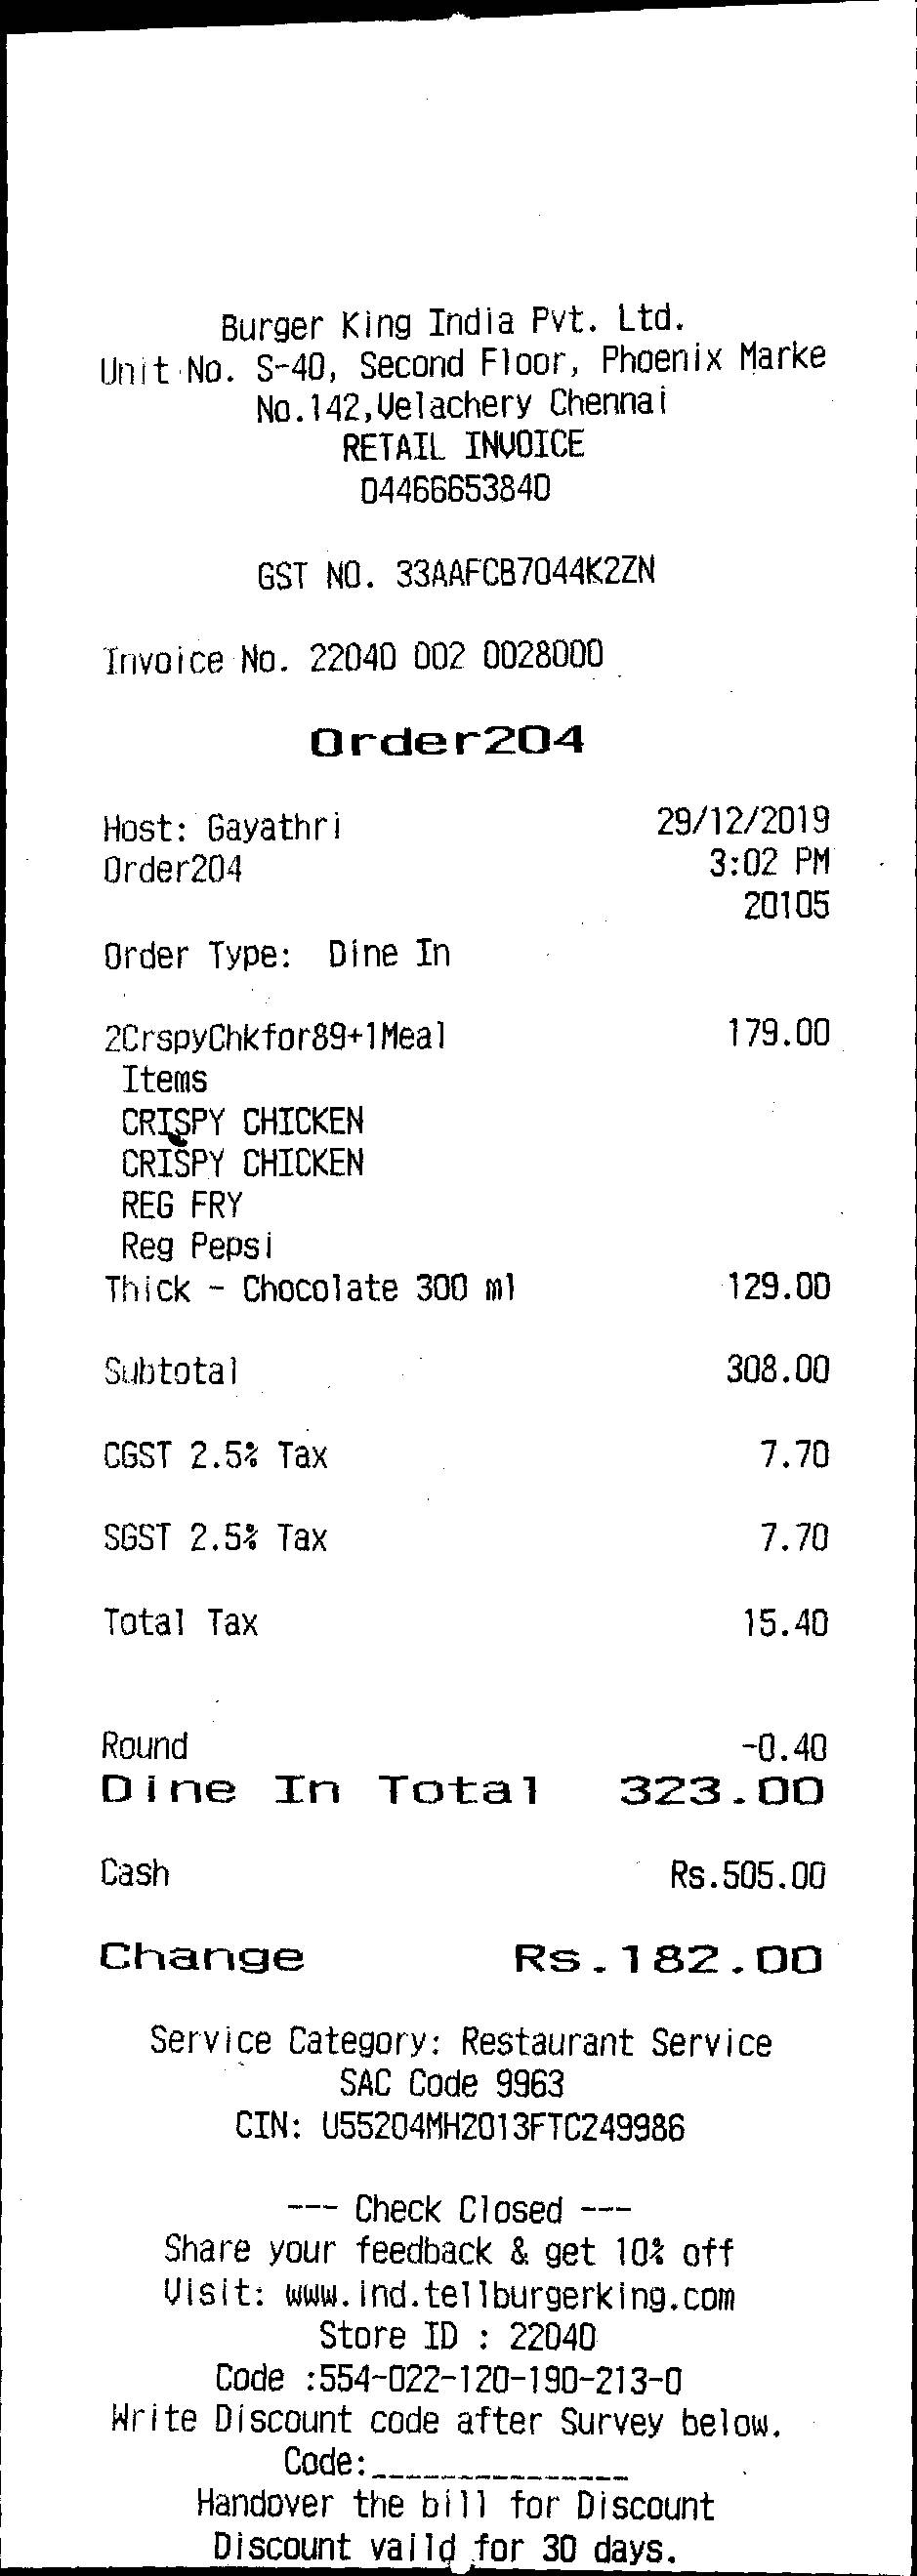 Burger King India Pvt. Ltd.
Unit No. S-40, Second Floor, Phoenix Marke
No.142,Velachery Chennai
RETAIL INVOICE
04466653840
GST NO. 33AAFCB7044K2ZN
Invoice No. 22040 002 0028000
Order204
Host: Gayathri 29/12/2019
Order204 3:02 PM
20105
Order Type: Dine In
2CrspyChkfor89+1Meal 179.00
Items
CRISPY CHICKEN
CRISPY CHICKEN
REG FRY
Reg Pepsi
Thick - Chocolate 300 ml 129.00
Subtotal 308.00
CGST 2.5% Tax 7.70
SGST 2.5% Tax 7.70
Total Tax 15.40
Round -0.40
Dine In Total 323.00
Cash Rs.505.00
Change Rs.182.00
Service Category: Restaurant Service
SAC Code 9963
CIN: U55204MH2013FTC249986
--- Check Closed ---
Share your feedback & get 10% off
Visit: www.ind.tellburgerking.com
Store ID : 22040
Code :554-022-120-190-213-0
Write Discount code after Survey below.
Code:_______________
Handover the bill for Discount
Discount vaild for 30 days.